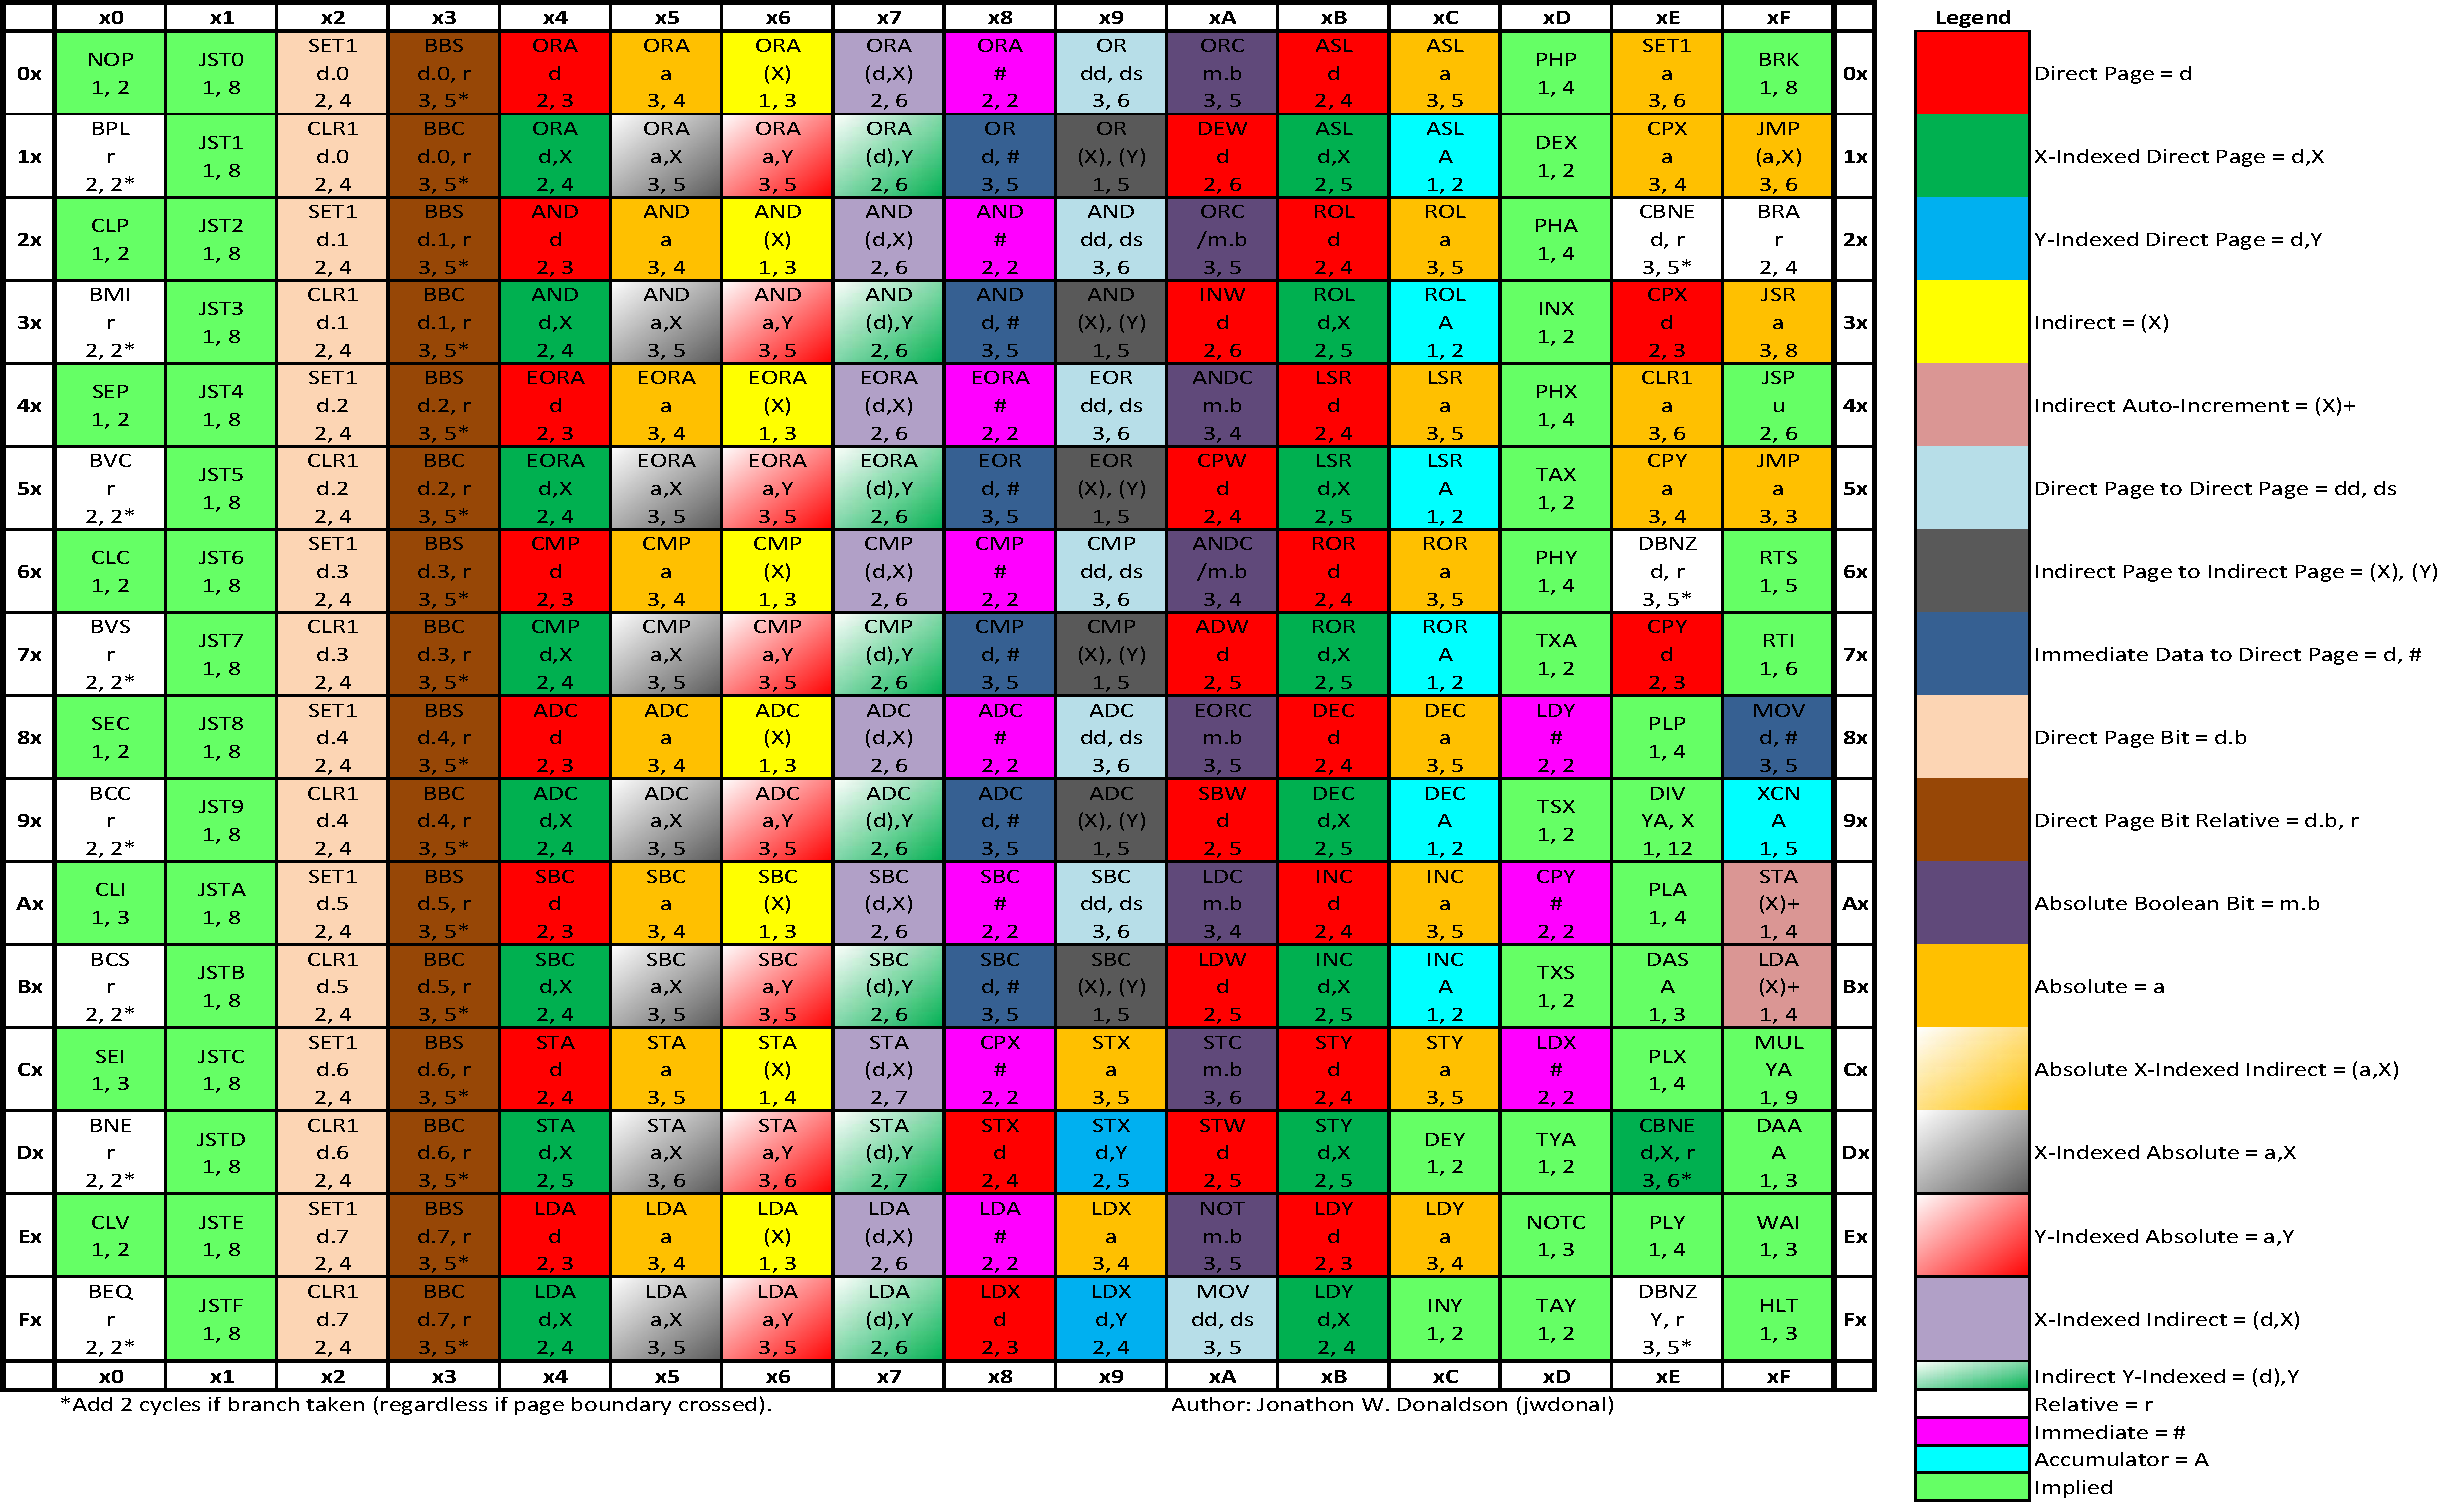 x0 x1 x2 x3 x4 x5 x6 x7 x8 x9 xA xB xC xD xE xF
0x NOP 1, 2 JST0 1, 8 SET1 d.0 2, 4 BBS d.0, r 3, 5* ORA d 2, 3 ORA a 3, 4 ORA (X) 1, 3 ORA (d,X) 2, 6 ORA # 2, 2 OR dd, ds 3, 6 ORC m.b 3, 5 ASL d 2, 4 ASL a 3, 5 PHP 1, 4 SET1 a 3, 6 BRK 1, 8 0x
1x BPL r 2, 2* JST1 1, 8 CLR1 d.0 2, 4 BBC d.0, r 3, 5* ORA d,X 2, 4 ORA a,X 3, 5 ORA a,Y 3, 5 ORA (d),Y 2, 6 OR d, # 3, 5 OR (X), (Y) 1, 5 DEW d 2, 6 ASL d,X 2, 5 ASL A 1, 2 DEX 1, 2 CPX a 3, 4 JMP (a,X) 3, 6 1x
2x CLP 1, 2 JST2 1, 8 SET1 d.1 2, 4 BBS d.1, r 3, 5* AND d 2, 3 AND a 3, 4 AND (X) 1, 3 AND (d,X) 2, 6 AND # 2, 2 AND dd, ds 3, 6 ORC /m.b 3, 5 ROL d 2, 4 ROL a 3, 5 PHA 1, 4 CBNE d, r 3, 5* BRA r 2, 4 2x
3x BMI r 2, 2* JST3 1, 8 CLR1 d.1 2, 4 BBC d.1, r 3, 5* AND d,X 2, 4 AND a,X 3, 5 AND a,Y 3, 5 AND (d),Y 2, 6 AND d, # 3, 5 AND (X), (Y) 1, 5 INW d 2, 6 ROL d,X 2, 5 ROL A 1, 2 INX 1, 2 CPX d 2, 3 JSR a 3, 8 3x
4x SEP 1, 2 JST4 1, 8 SET1 d.2 2, 4 BBS d.2, r 3, 5* EORA d 2, 3 EORA a 3, 4 EORA (X) 1, 3 EORA (d,X) 2, 6 EORA # 2, 2 EOR dd, ds 3, 6 ANDC m.b 3, 4 LSR d 2, 4 LSR a 3, 5 PHX 1, 4 CLR1 a 3, 6 JSP u 2, 6 4x
5x BVC r 2, 2* JST5 1, 8 CLR1 d.2 2, 4 BBC d.2, r 3, 5* EORA d,X 2, 4 EORA a,X 3, 5 EORA a,Y 3, 5 EORA (d),Y 2, 6 EOR d, # 3, 5 EOR (X), (Y) 1, 5 CPW d 2, 4 LSR d,X 2, 5 LSR A 1, 2 TAX 1, 2 CPY a 3, 4 JMP a 3, 3 5x
6x CLC 1, 2 JST6 1, 8 SET1 d.3 2, 4 BBS d.3, r 3, 5* CMP d 2, 3 CMP a 3, 4 CMP (X) 1, 3 CMP (d,X) 2, 6 CMP # 2, 2 CMP dd, ds 3, 6 ANDC /m.b 3, 4 ROR d 2, 4 ROR a 3, 5 PHY 1, 4 DBNZ d, r 3, 5* RTS 1, 5 6x
7x BVS r 2, 2* JST7 1, 8 CLR1 d.3 2, 4 BBC d.3, r 3, 5* CMP d,X 2, 4 CMP a,X 3, 5 CMP a,Y 3, 5 CMP (d),Y 2, 6 CMP d, # 3, 5 CMP (X), (Y) 1, 5 ADW d 2, 5 ROR d,X 2, 5 ROR A 1, 2 TXA 1, 2 CPY d 2, 3 RTI 1, 6 7x
8x SEC 1, 2 JST8 1, 8 SET1 d.4 2, 4 BBS d.4, r 3, 5* ADC d 2, 3 ADC a 3, 4 ADC (X) 1, 3 ADC (d,X) 2, 6 ADC # 2, 2 ADC dd, ds 3, 6 EORC m.b 3, 5 DEC d 2, 4 DEC a 3, 5 LDY # 2, 2 PLP 1, 4 MOV d, # 3, 5 8x
9x BCC r 2, 2* JST9 1, 8 CLR1 d.4 2, 4 BBC d.4, r 3, 5* ADC d,X 2, 4 ADC a,X 3, 5 ADC a,Y 3, 5 ADC (d),Y 2, 6 ADC d, # 3, 5 ADC (X), (Y) 1, 5 SBW d 2, 5 DEC d,X 2, 5 DEC A 1, 2 TSX 1, 2 DIV YA, X 1, 12 XCN A 1, 5 9x
Ax CLI 1, 3 JSTA 1, 8 SET1 d.5 2, 4 BBS d.5, r 3, 5* SBC d 2, 3 SBC a 3, 4 SBC (X) 1, 3 SBC (d,X) 2, 6 SBC # 2, 2 SBC dd, ds 3, 6 LDC m.b 3, 4 INC d 2, 4 INC a 3, 5 CPY # 2, 2 PLA 1, 4 STA (X)+ 1, 4 Ax
Bx BCS r 2, 2* JSTB 1, 8 CLR1 d.5 2, 4 BBC d.5, r 3, 5* SBC d,X 2, 4 SBC a,X 3, 5 SBC a,Y 3, 5 SBC (d),Y 2, 6 SBC d, # 3, 5 SBC (X), (Y) 1, 5 LDW d 2, 5 INC d,X 2, 5 INC A 1, 2 TXS 1, 2 DAS A 1, 3 LDA (X)+ 1, 4 Bx
Cx SEI 1, 3 JSTC 1, 8 SET1 d.6 2, 4 BBS d.6, r 3, 5* STA d 2, 4 STA a 3, 5 STA (X) 1, 4 STA (d,X) 2, 7 CPX # 2, 2 STX a 3, 5 STC m.b 3, 6 STY d 2, 4 STY a 3, 5 LDX # 2, 2 PLX 1, 4 MUL YA 1, 9 Cx
Dx BNE r 2, 2* JSTD 1, 8 CLR1 d.6 2, 4 BBC d.6, r 3, 5* STA d,X 2, 5 STA a,X 3, 6 STA a,Y 3, 6 STA (d),Y 2, 7 STX d 2, 4 STX d,Y 2, 5 STW d 2, 5 STY d,X 2, 5 DEY 1, 2 TYA 1, 2 CBNE d,X, r 3, 6* DAA A 1, 3 Dx
Ex CLV 1, 2 JSTE 1, 8 SET1 d.7 2, 4 BBS d.7, r 3, 5* LDA d 2, 3 LDA a 3, 4 LDA (X) 1, 3 LDA (d,X) 2, 6 LDA # 2, 2 LDX a 3, 4 NOT m.b 3, 5 LDY d 2, 3 LDY a 3, 4 NOTC 1, 3 PLY 1, 4 WAI 1, 3 Ex
Fx BEQ r 2, 2* JSTF 1, 8 CLR1 d.7 2, 4 BBC d.7, r 3, 5* LDA d,X 2, 4 LDA a,X 3, 5 LDA a,Y 3, 5 LDA (d),Y 2, 6 LDX d 2, 3 LDX d,Y 2, 4 MOV dd, ds 3, 5 LDY d,X 2, 4 INY 1, 2 TAY 1, 2 DBNZ Y, r 3, 5* HLT 1, 3 Fx
x0 x1 x2 x3 x4 x5 x6 x7 x8 x9 xA xB xC xD xE xF
*Add 2 cycles if branch taken (regardless if page boundary crossed).
Author: Jonathon W. Donaldson (jwdonal)
Legend
Direct Page = d
X-Indexed Direct Page = d,X
Y-Indexed Direct Page = d,Y
Indirect = (X)
Indirect Auto-Increment = (X)+
Direct Page to Direct Page = dd, ds
Indirect Page to Indirect Page = (X), (Y)
Immediate Data to Direct Page = d, #
Direct Page Bit = d.b
Direct Page Bit Relative = d.b, r
Absolute Boolean Bit = m.b
Absolute = a
Absolute X-Indexed Indirect = (a,X)
X-Indexed Absolute = a,X
Y-Indexed Absolute = a,Y
X-Indexed Indirect = (d,X)
Indirect Y-Indexed = (d),Y
Relative = r
Immediate = #
Accumulator = A
Implied